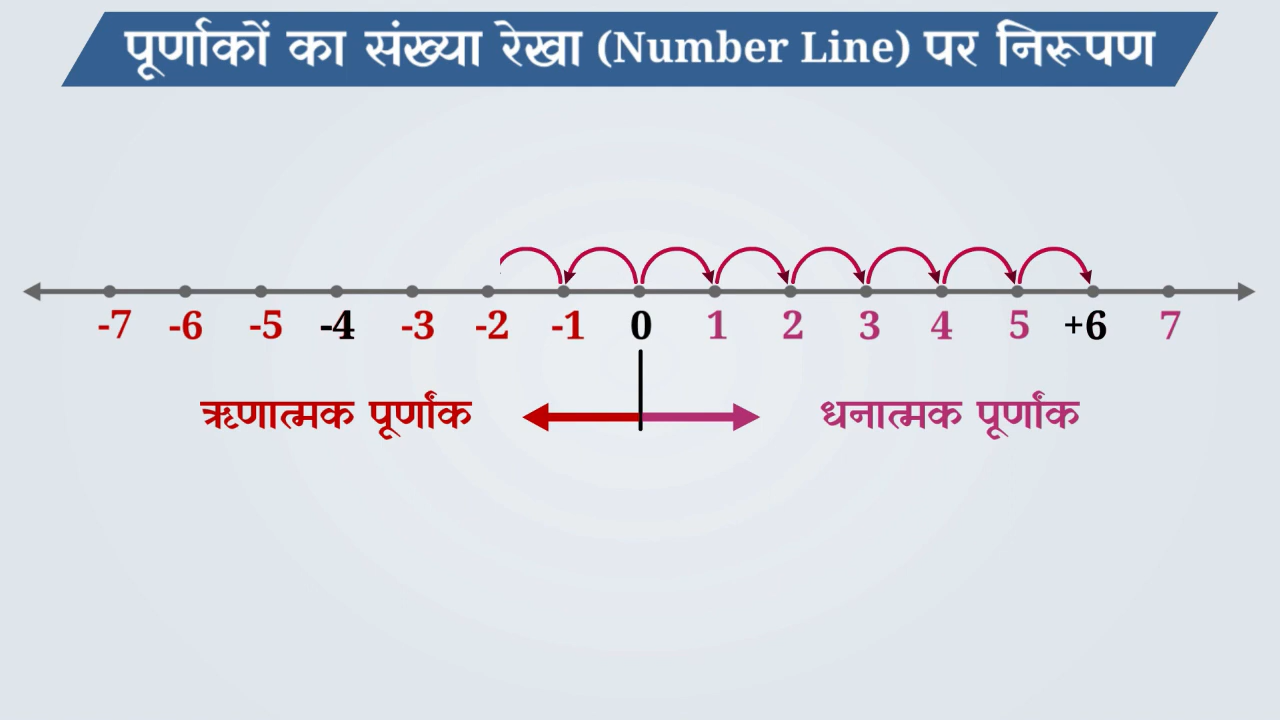 पूर्णाकों का संख्या रेखा (Number Line) पर निरूपण
-7 -6 -5 -4 -3 -2 -1 0 1 2 3 4 5 +6 7
ऋणात्मक पूर्णांक धनात्मक पूर्णांक